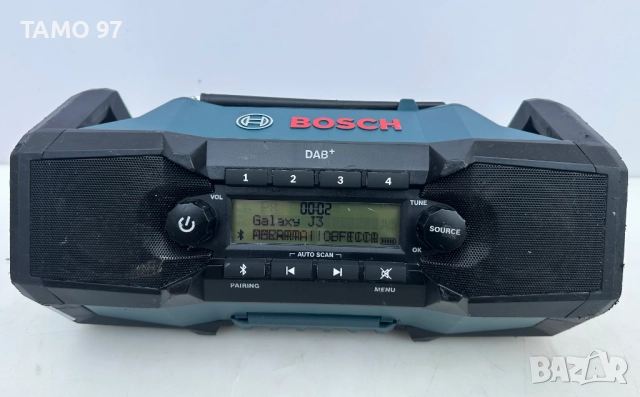 TAMO 97
BOSCH
DAB+
1 2 3 4
VOL
TUNE
00:02
Galaxy J3
SOURCE
OK
AUTO SCAN
PAIRING
MENU
BAZAR